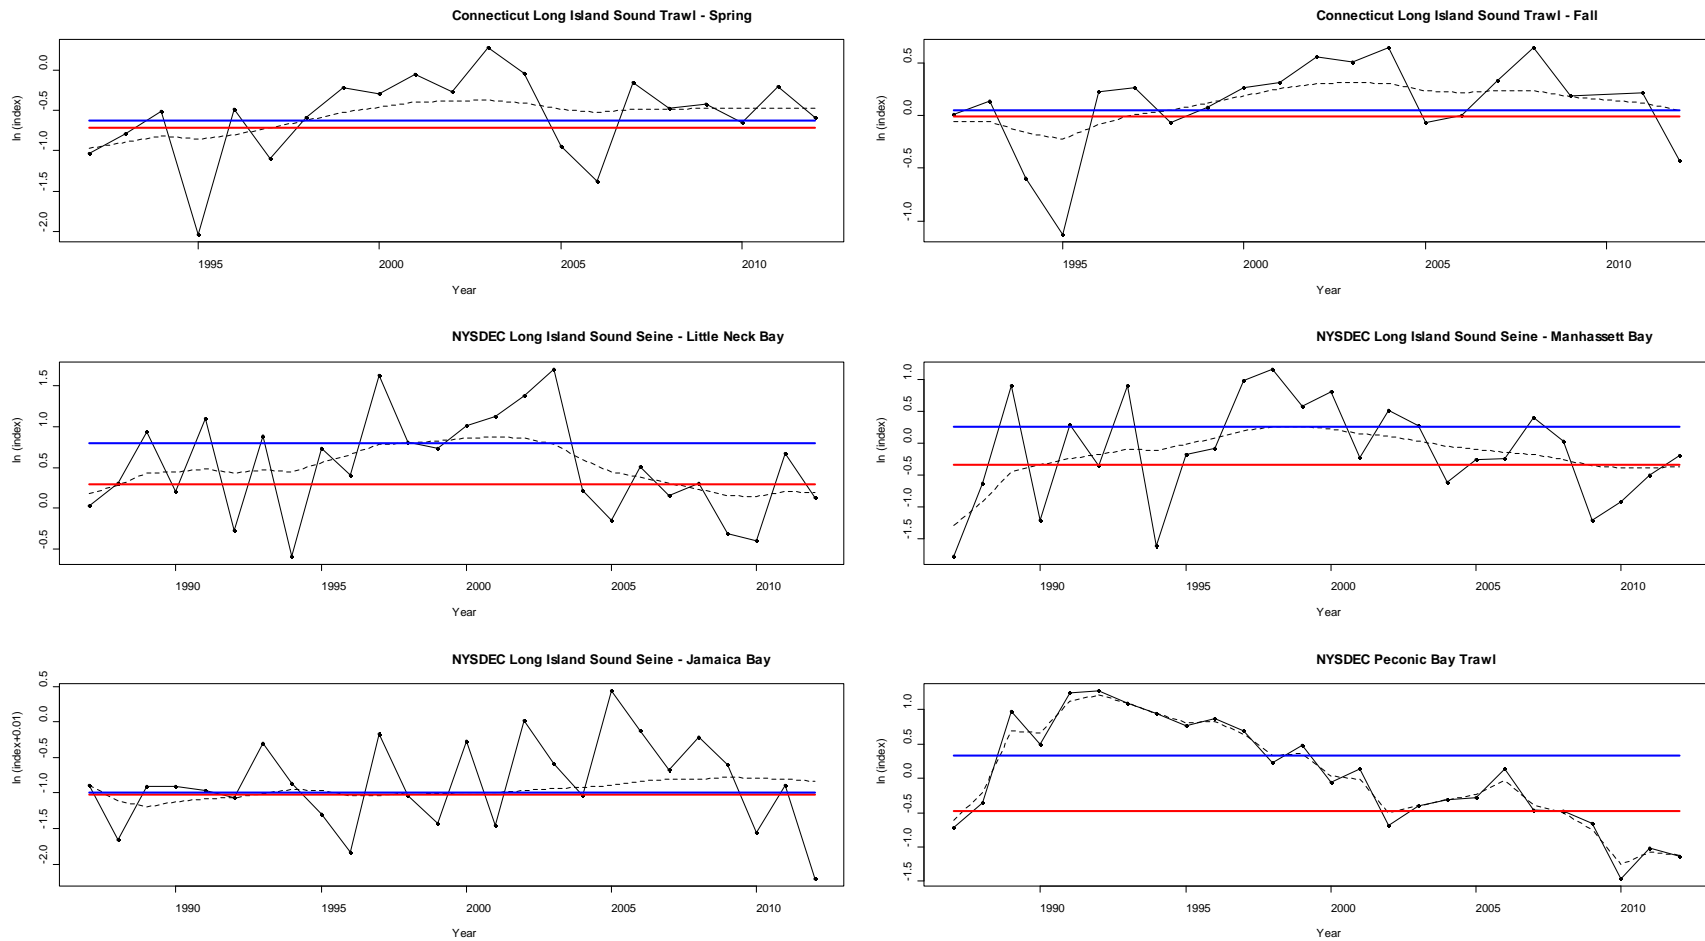 Connecticut Long Island Sound Trawl - Spring
ln (index)
0.0
-0.5
-1.0
-1.5
-2.0
1995 2000 2005 2010
Year
Connecticut Long Island Sound Trawl - Fall
ln (index)
0.5
0.0
-0.5
-1.0
1995 2000 2005 2010
Year
NYSDEC Long Island Sound Seine - Little Neck Bay
ln (index)
1.5
1.0
0.5
0.0
-0.5
1990 1995 2000 2005 2010
Year
NYSDEC Long Island Sound Seine - Manhassett Bay
ln (index)
1.0
0.5
0.0
-0.5
-1.0
-1.5
1990 1995 2000 2005 2010
Year
NYSDEC Long Island Sound Seine - Jamaica Bay
ln (index+0.01)
0.5
0.0
-0.5
-1.0
-1.5
-2.0
1990 1995 2000 2005 2010
Year
NYSDEC Peconic Bay Trawl
ln (index)
1.0
0.5
0.0
-0.5
-1.0
-1.5
1990 1995 2000 2005 2010
Year